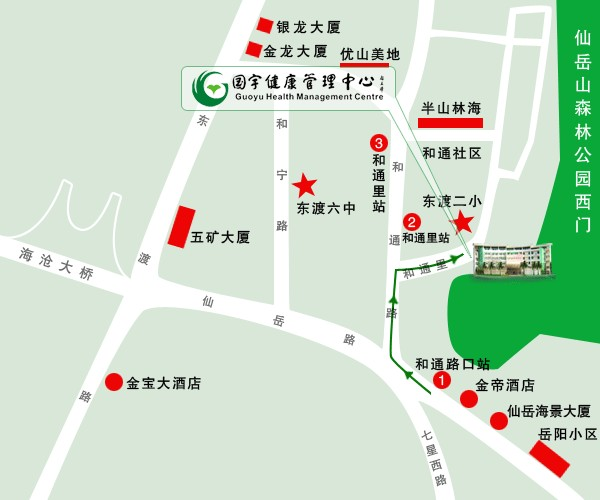 银龙大厦
金龙大厦
优山美地
国宇健康管理中心
Guoyu Health Management Centre
仙岳山森林公园西门
半山林海
和通社区
东
和宁路
3
和通里站
和通路
东渡六中
东渡二小
2
和通里站
五矿大厦
和通里
海沧大桥
渡
仙岳路
路
和通路口站
1
金帝酒店
金宝大酒店
仙岳海景大厦
岳阳小区
七星西路